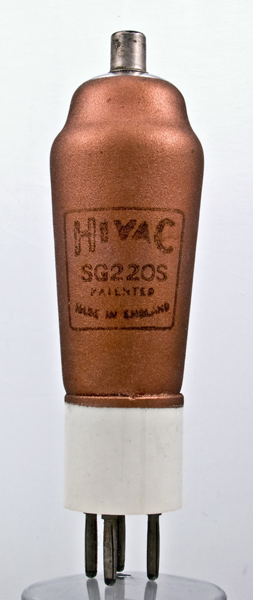 HIVAC
SG220S
PATENTED
MADE IN ENGLAND